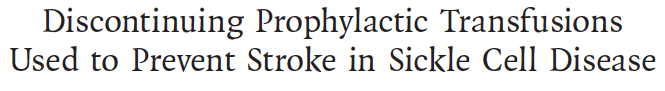 Discontinuing Prophylactic Transfusions
Used to Prevent Stroke in Sickle Cell Disease